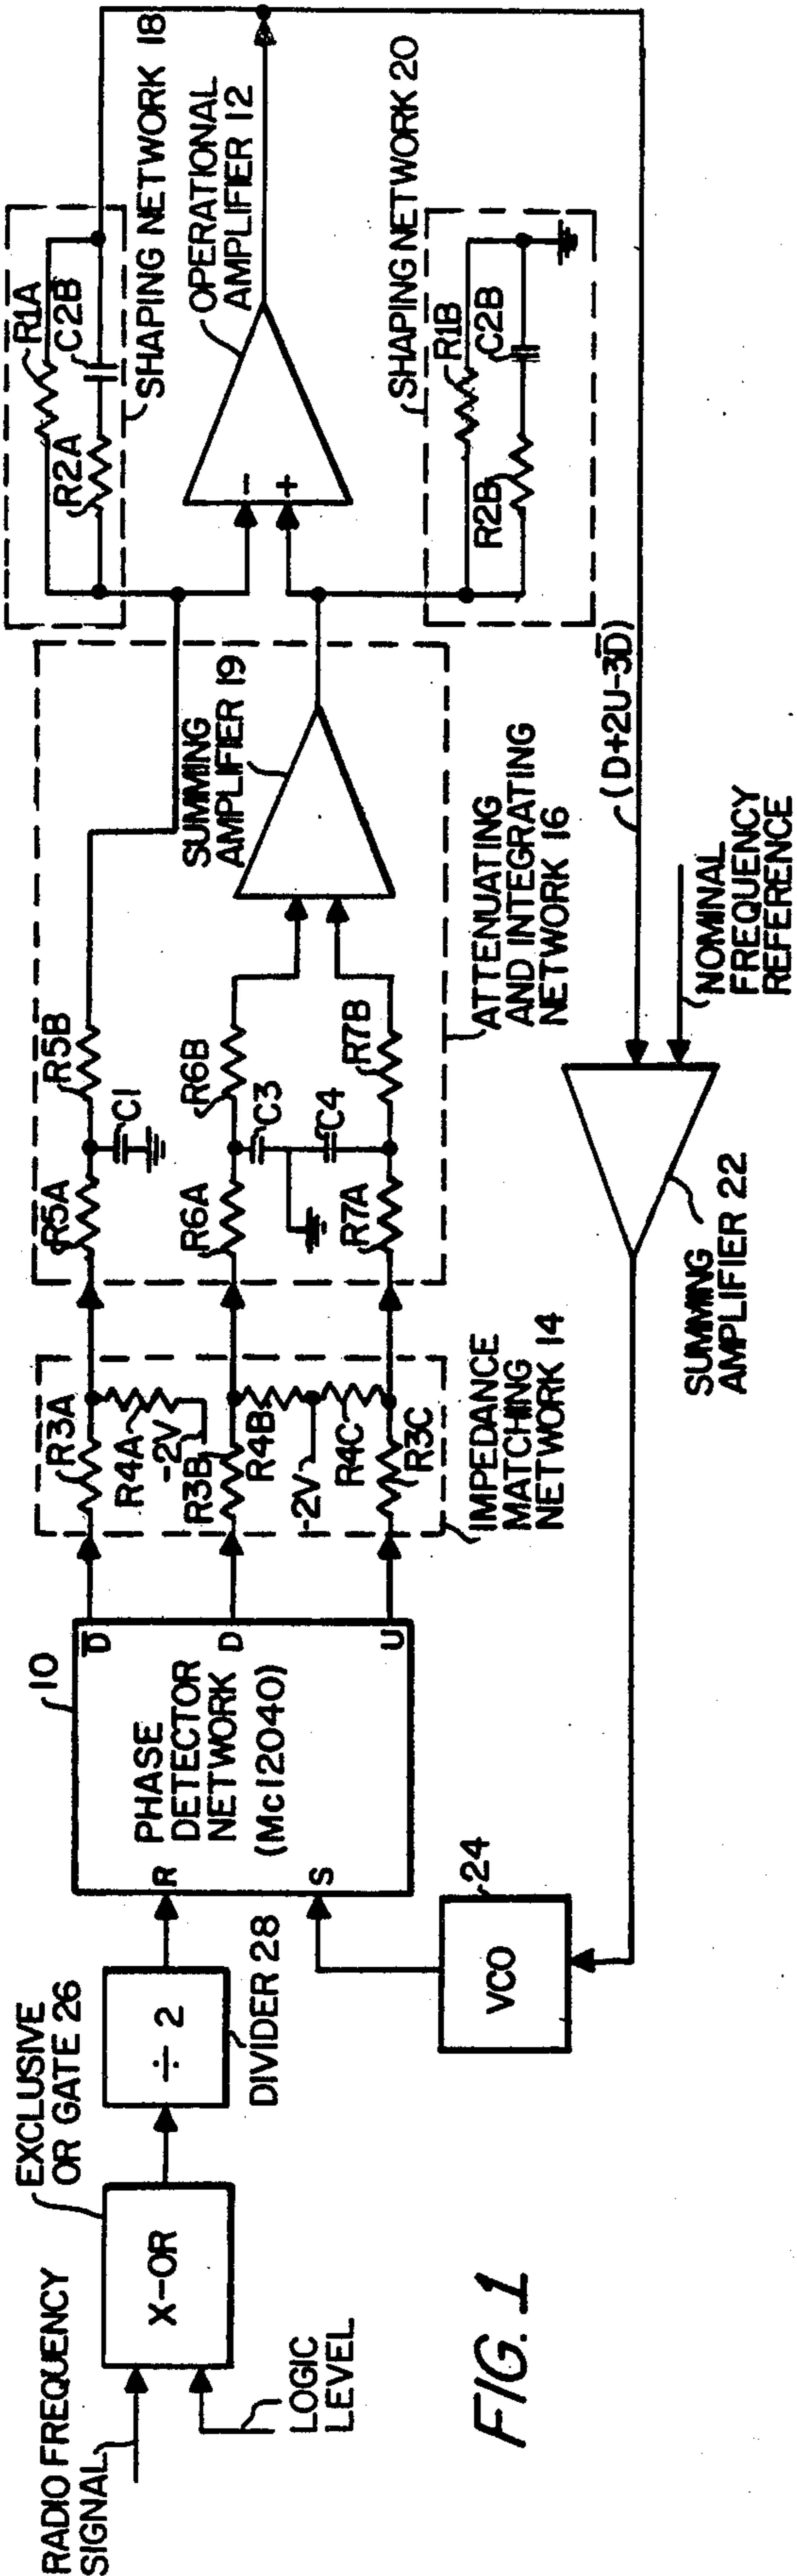 RADIO FREQUENCY
SIGNAL
LOGIC
LEVEL
X-OR
EXCLUSIVE
OR GATE 26
÷ 2
DIVIDER 28
VCO
24
10
PHASE
DETECTOR
NETWORK
(Mc12040)
R
S
D̅
D
U
R3A
R4A
-2V
R3B
R4B
-2V
R4C
R3C
IMPEDANCE
MATCHING
NETWORK 14
R5A
R5B
C1
R6A
R6B
C3
C4
R7A
R7B
SUMMING
AMPLIFIER 19
ATTENUATING
AND INTEGRATING
NETWORK 16
R1A
R2A
C2B
SHAPING NETWORK 18
OPERATIONAL
AMPLIFIER 12
-
+
SHAPING NETWORK 20
R1B
R2B
C2B
(D+2U-3D̅)
NOMINAL
FREQUENCY
REFERENCE
SUMMING
AMPLIFIER 22
FIG. 1